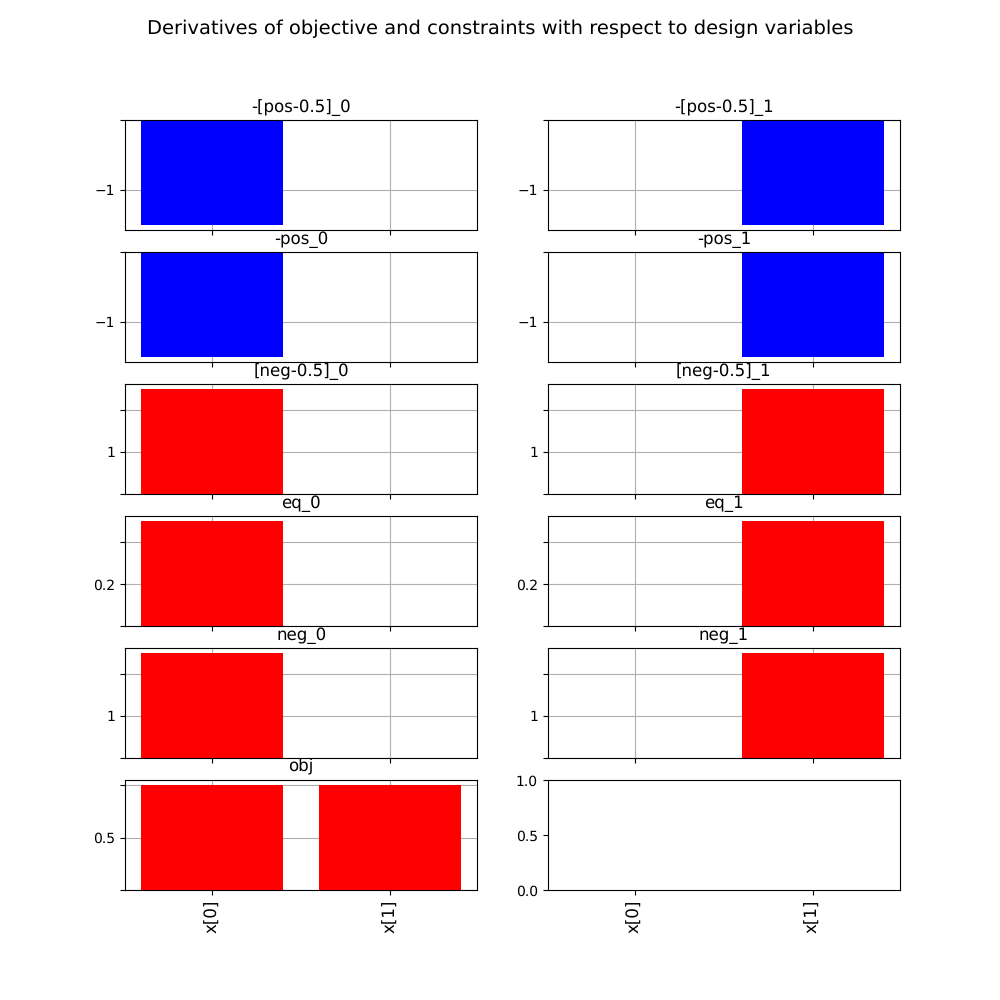 Derivatives of objective and constraints with respect to design variables
-[pos-0.5]_0
-[pos-0.5]_1
−1
−1
-pos_0
-pos_1
−1
−1
[neg-0.5]_0
[neg-0.5]_1
1
1
eq_0
eq_1
0.2
0.2
neg_0
neg_1
1
1
obj
0.5
1.0
0.5
0.0
x[0]
x[1]
x[0]
x[1]